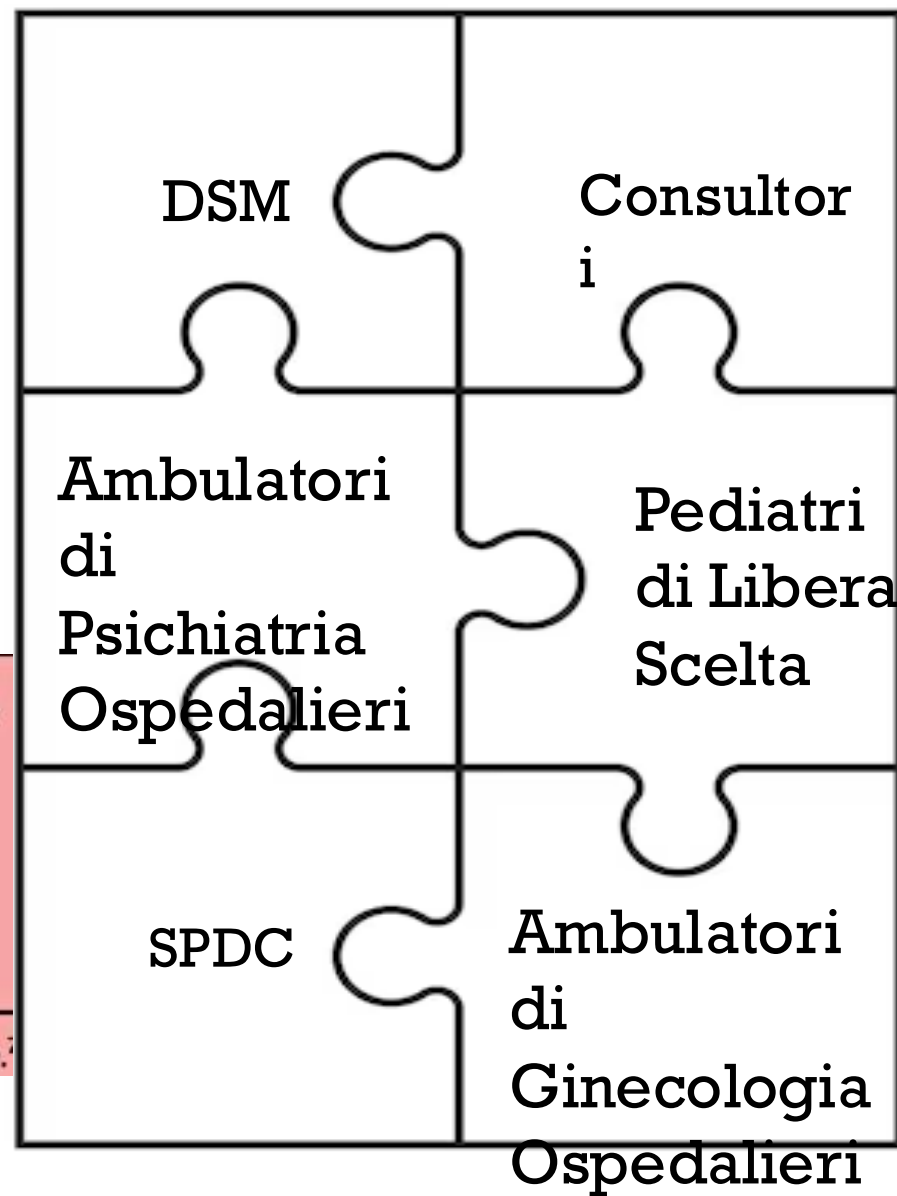 DSM
Consultor
i
Ambulatori
di
Psichiatria
Ospedalieri
Pediatri
di Libera
Scelta
SPDC
Ambulatori
di
Ginecologia
Ospedalieri